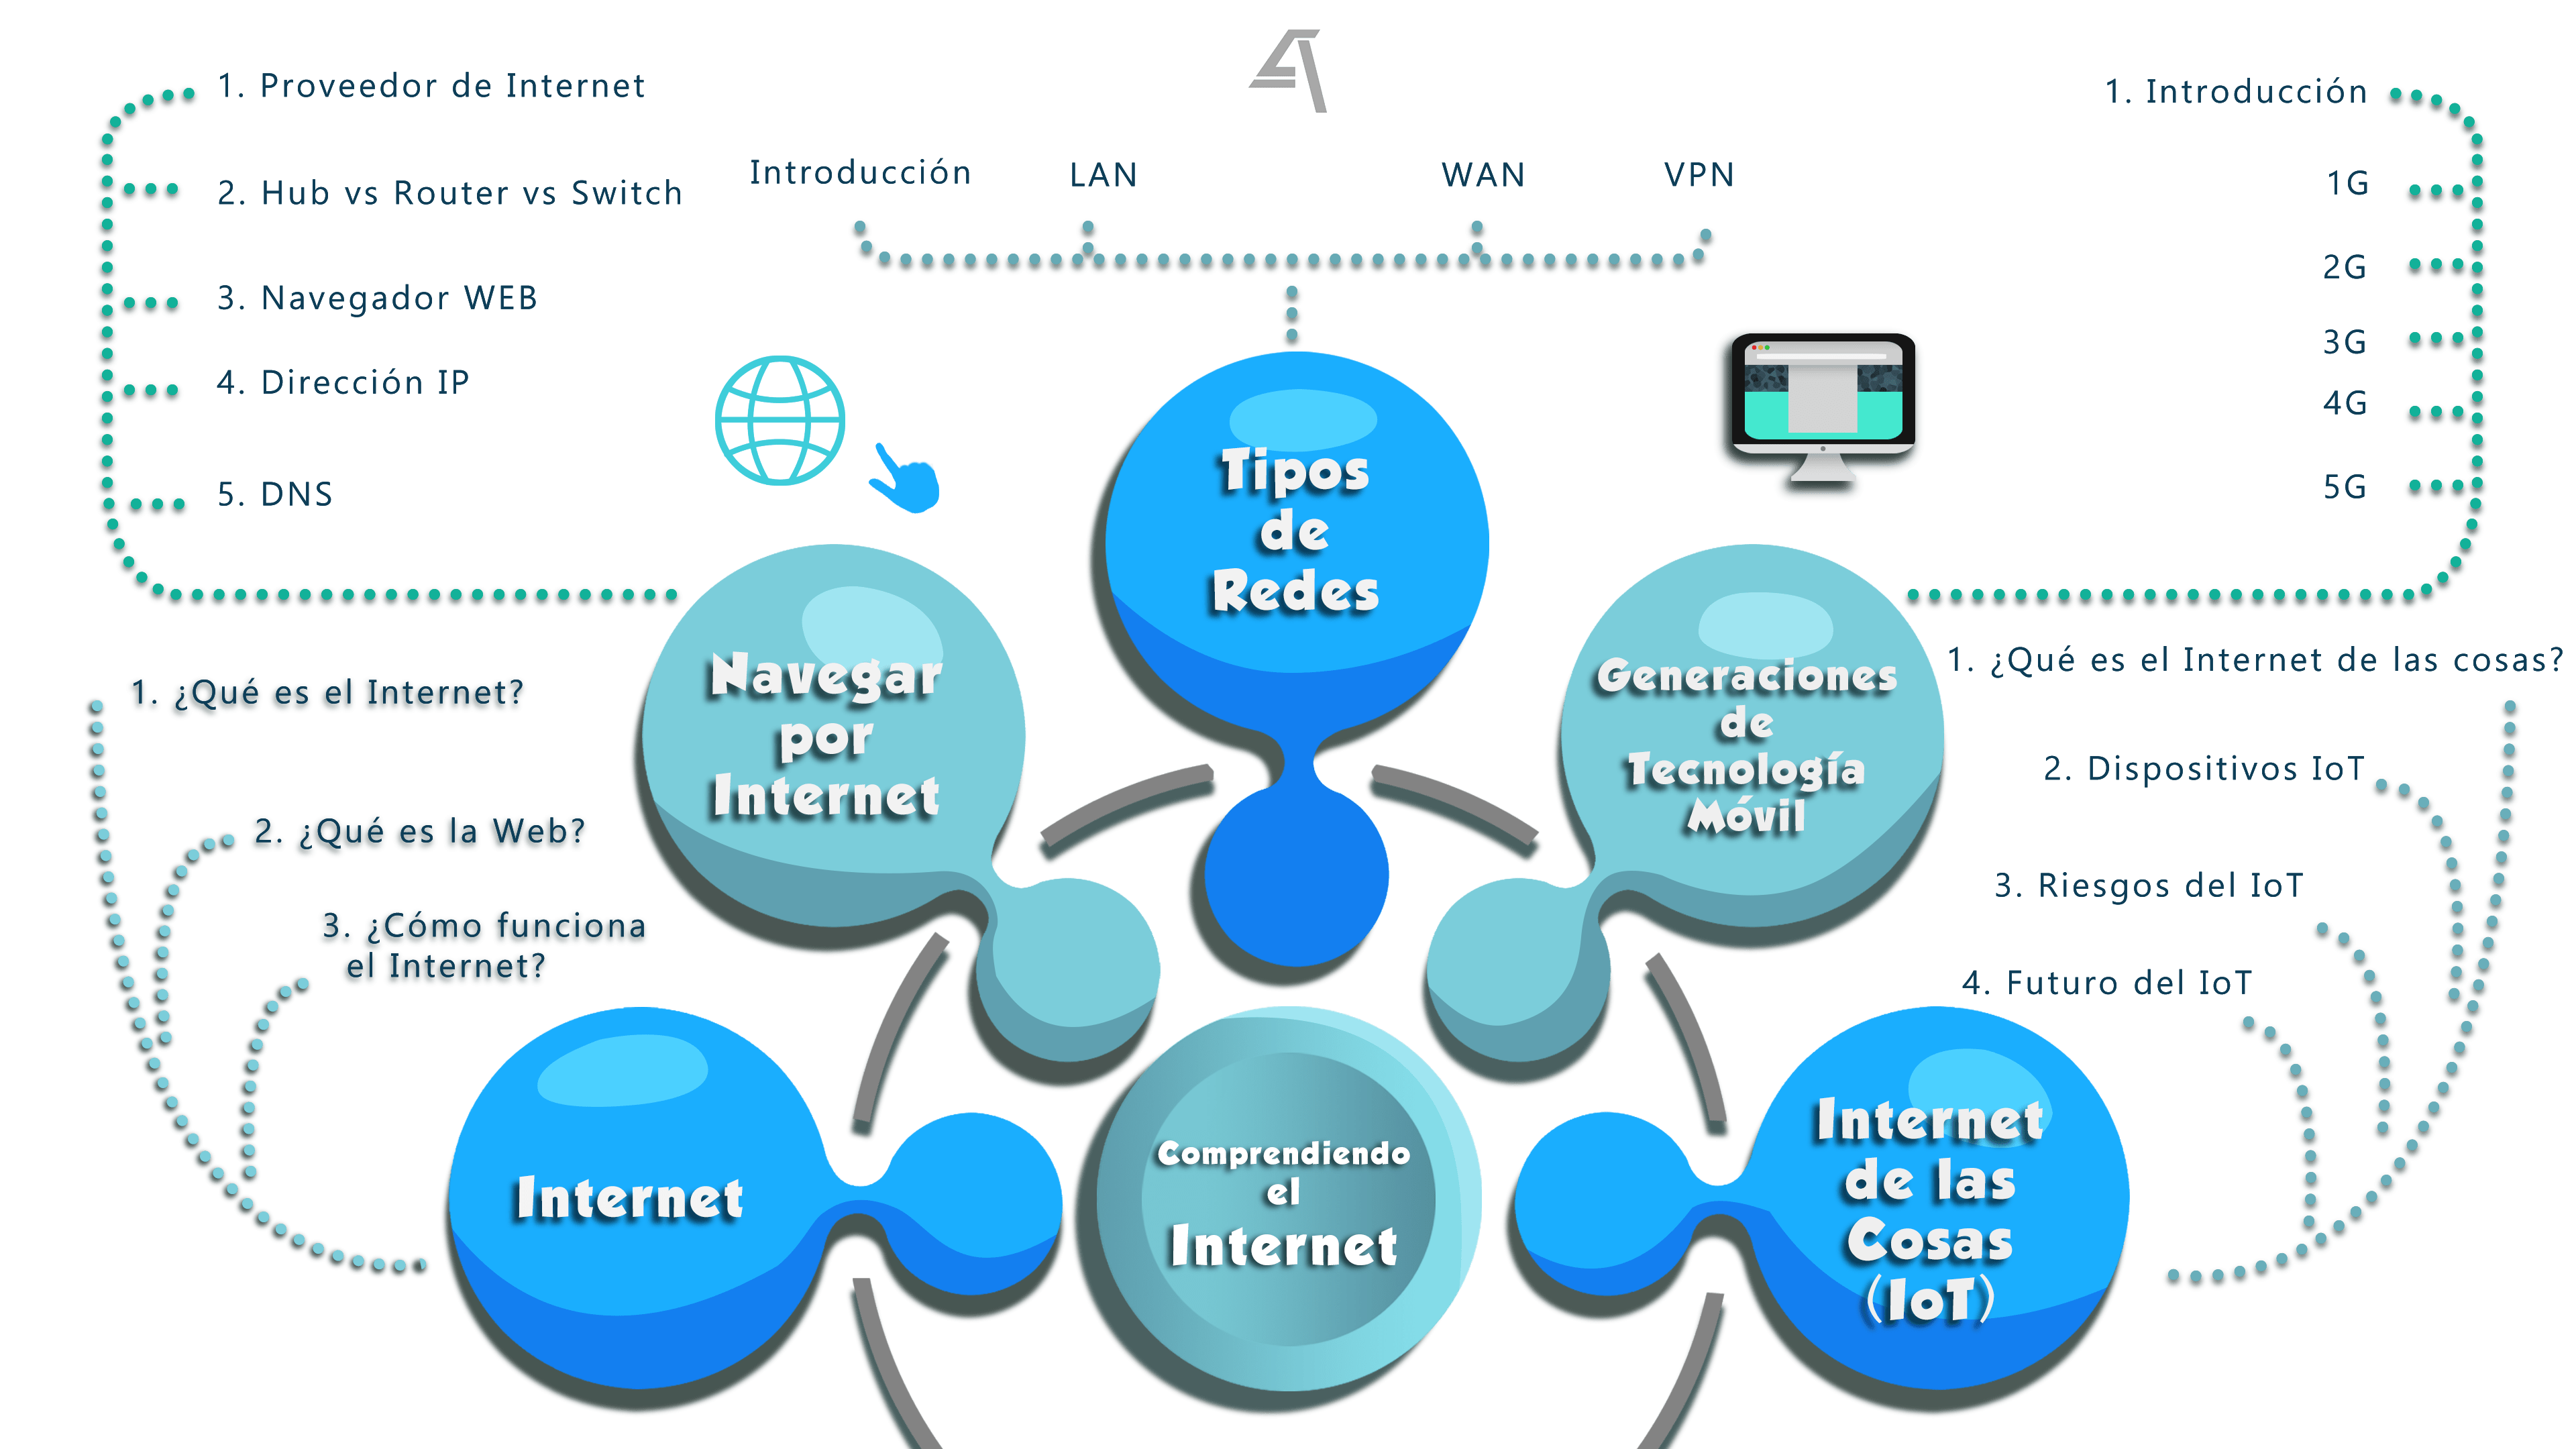 1. Proveedor de Internet
2. Hub vs Router vs Switch
3. Navegador WEB
4. Dirección IP
5. DNS
Introducción
LAN
WAN
VPN
1. Introducción
1G
2G
3G
4G
5G
Tipos
de
Redes
Navegar
por
Internet
Generaciones
de
Tecnología
Móvil
1. ¿Qué es el Internet?
2. ¿Qué es la Web?
3. ¿Cómo funciona
el Internet?
1. ¿Qué es el Internet de las cosas?
2. Dispositivos IoT
3. Riesgos del IoT
4. Futuro del IoT
Internet
Comprendiendo
el
Internet
Internet
de las
Cosas
(IoT)